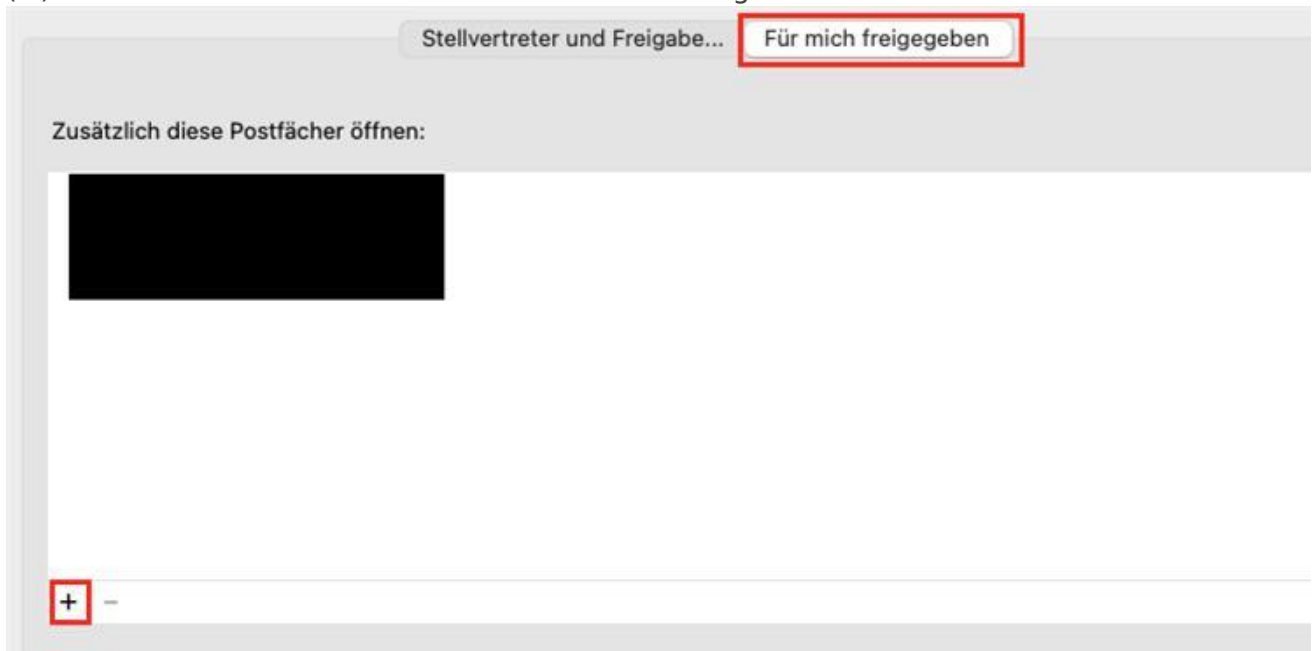 Stellvertreter und Freigabe... Für mich freigegeben
Zusätzlich diese Postfächer öffnen:
+ −